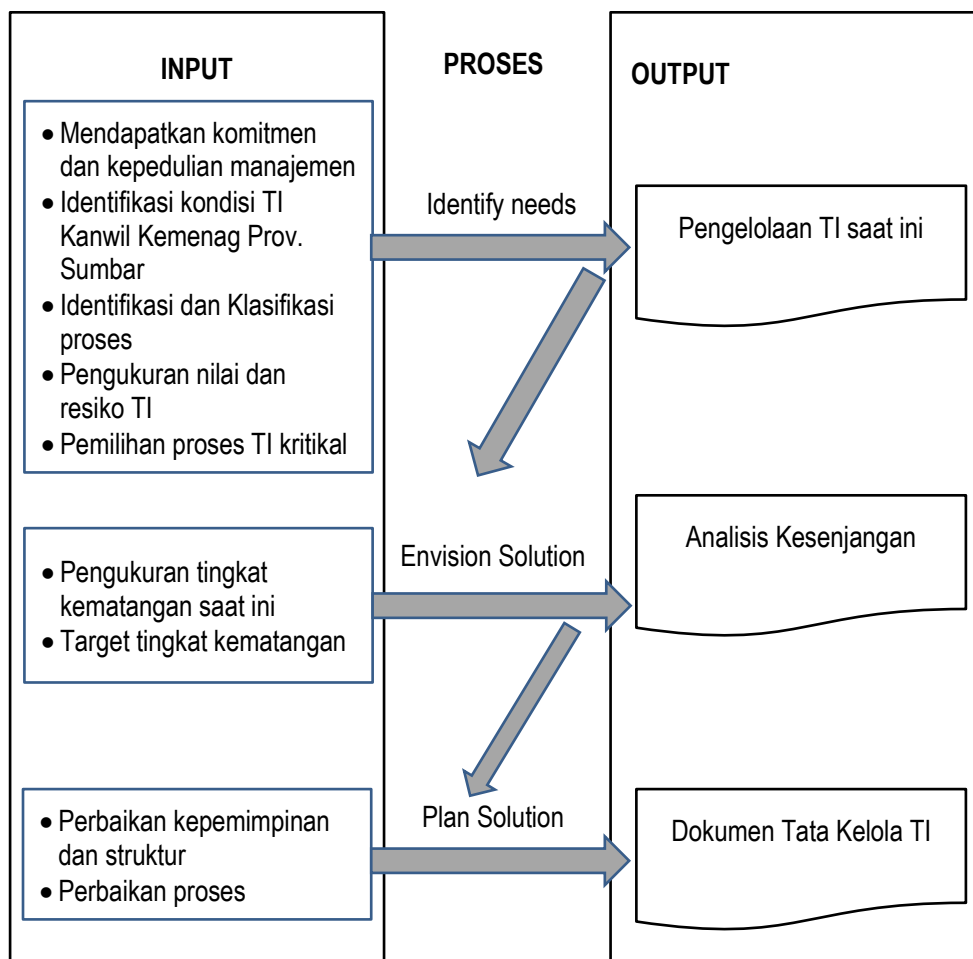 INPUT
PROSES
OUTPUT
• Mendapatkan komitmen
dan kepedulian manajemen
• Identifikasi kondisi TI
Kanwil Kemenag Prov.
Sumbar
• Identifikasi dan Klasifikasi
proses
• Pengukuran nilai dan
resiko TI
• Pemilihan proses TI kritikal
Identify needs
Pengelolaan TI saat ini
• Pengukuran tingkat
kematangan saat ini
• Target tingkat kematangan
Envision Solution
Analisis Kesenjangan
• Perbaikan kepemimpinan
dan struktur
• Perbaikan proses
Plan Solution
Dokumen Tata Kelola TI